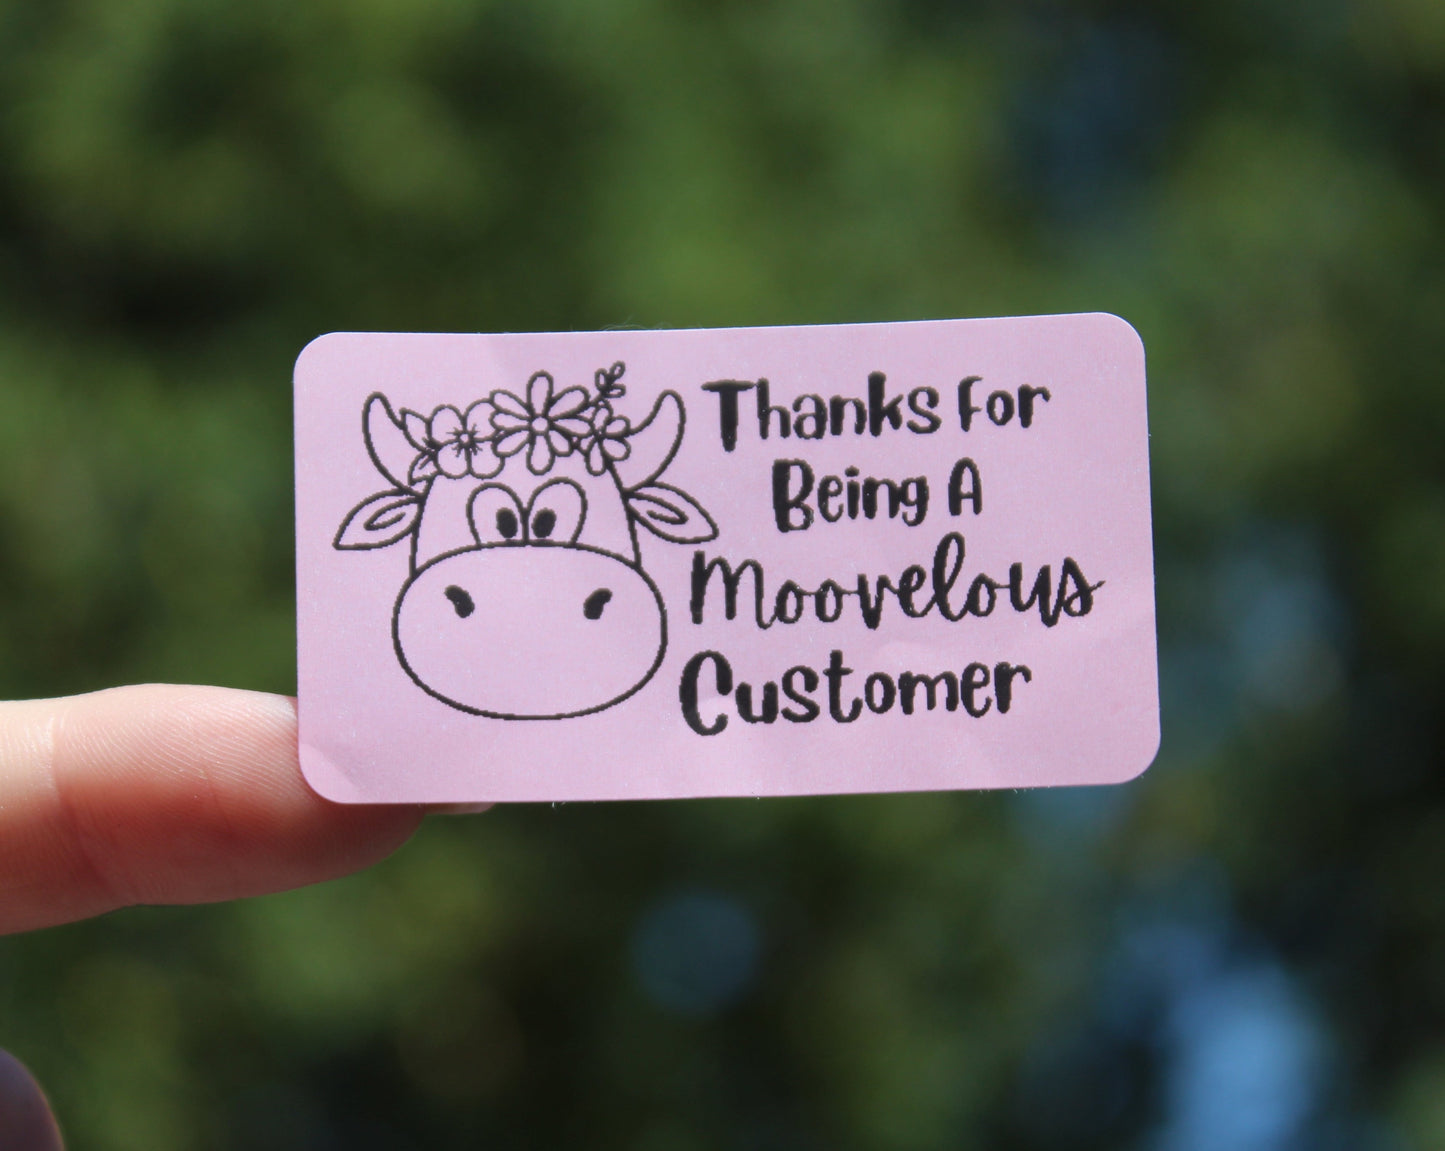 Thanks For
Being A
Moovelous
Customer